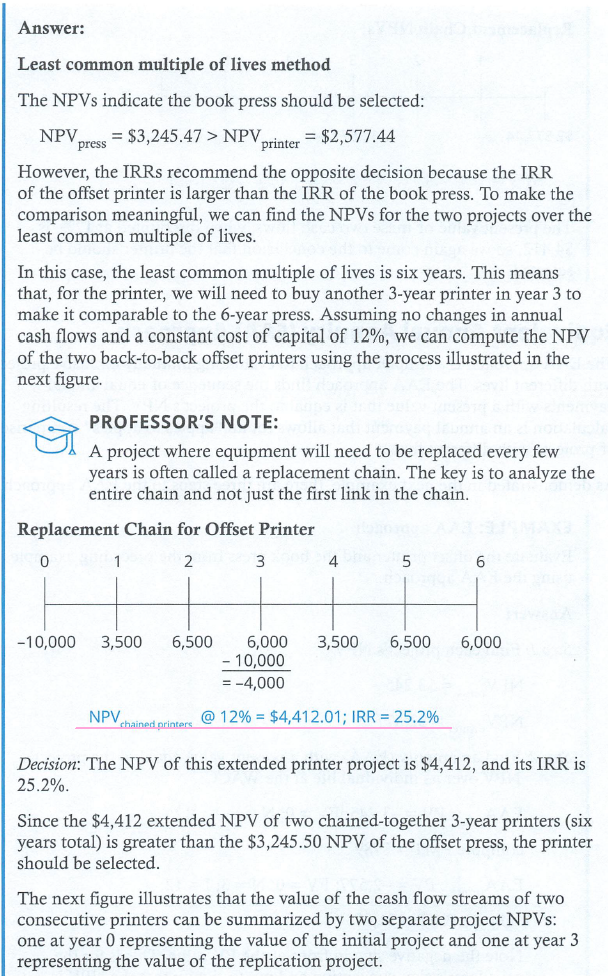 Answer:
Least common multiple of lives method
The NPVs indicate the book press should be selected:
NPVpress = $3,245.47 > NPVprinter = $2,577.44
However, the IRRs recommend the opposite decision because the IRR
of the offset printer is larger than the IRR of the book press. To make the
comparison meaningful, we can find the NPVs for the two projects over the
least common multiple of lives.
In this case, the least common multiple of lives is six years. This means
that, for the printer, we will need to buy another 3-year printer in year 3 to
make it comparable to the 6-year press. Assuming no changes in annual
cash flows and a constant cost of capital of 12%, we can compute the NPV
of the two back-to-back offset printers using the process illustrated in the
next figure.
PROFESSOR'S NOTE:
A project where equipment will need to be replaced every few
years is often called a replacement chain. The key is to analyze the
entire chain and not just the first link in the chain.
Replacement Chain for Offset Printer
0 1 2 3 4 5 6
–10,000 3,500 6,500 6,000 3,500 6,500 6,000
– 10,000
= –4,000
NPVchained printers @ 12% = $4,412.01; IRR = 25.2%
Decision: The NPV of this extended printer project is $4,412, and its IRR is
25.2%.
Since the $4,412 extended NPV of two chained-together 3-year printers (six
years total) is greater than the $3,245.50 NPV of the offset press, the printer
should be selected.
The next figure illustrates that the value of the cash flow streams of two
consecutive printers can be summarized by two separate project NPVs:
one at year 0 representing the value of the initial project and one at year 3
representing the value of the replication project.